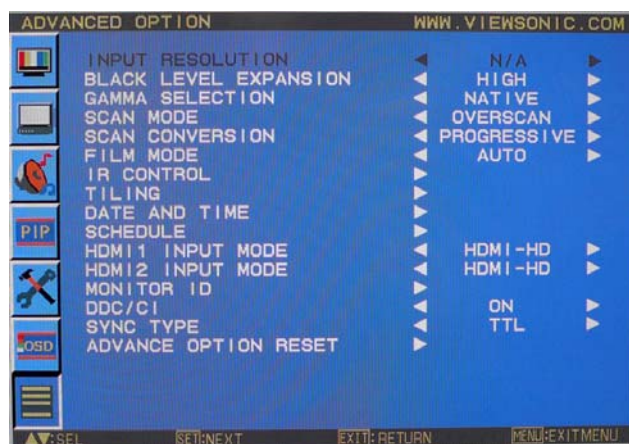 ADVANCED OPTION WWW.VIEWSONIC.COM
INPUT RESOLUTION N/A
BLACK LEVEL EXPANSION HIGH
GAMMA SELECTION NATIVE
SCAN MODE OVERSCAN
SCAN CONVERSION PROGRESSIVE
FILM MODE AUTO
IR CONTROL
TILING
DATE AND TIME
SCHEDULE
HDMI1 INPUT MODE HDMI-HD
HDMI2 INPUT MODE HDMI-HD
MONITOR ID
DDC/CI ON
SYNC TYPE TTL
ADVANCE OPTION RESET
PIP
OSD
▲▼:SEL SET:NEXT EXIT:RETURN MENU:EXITMENU